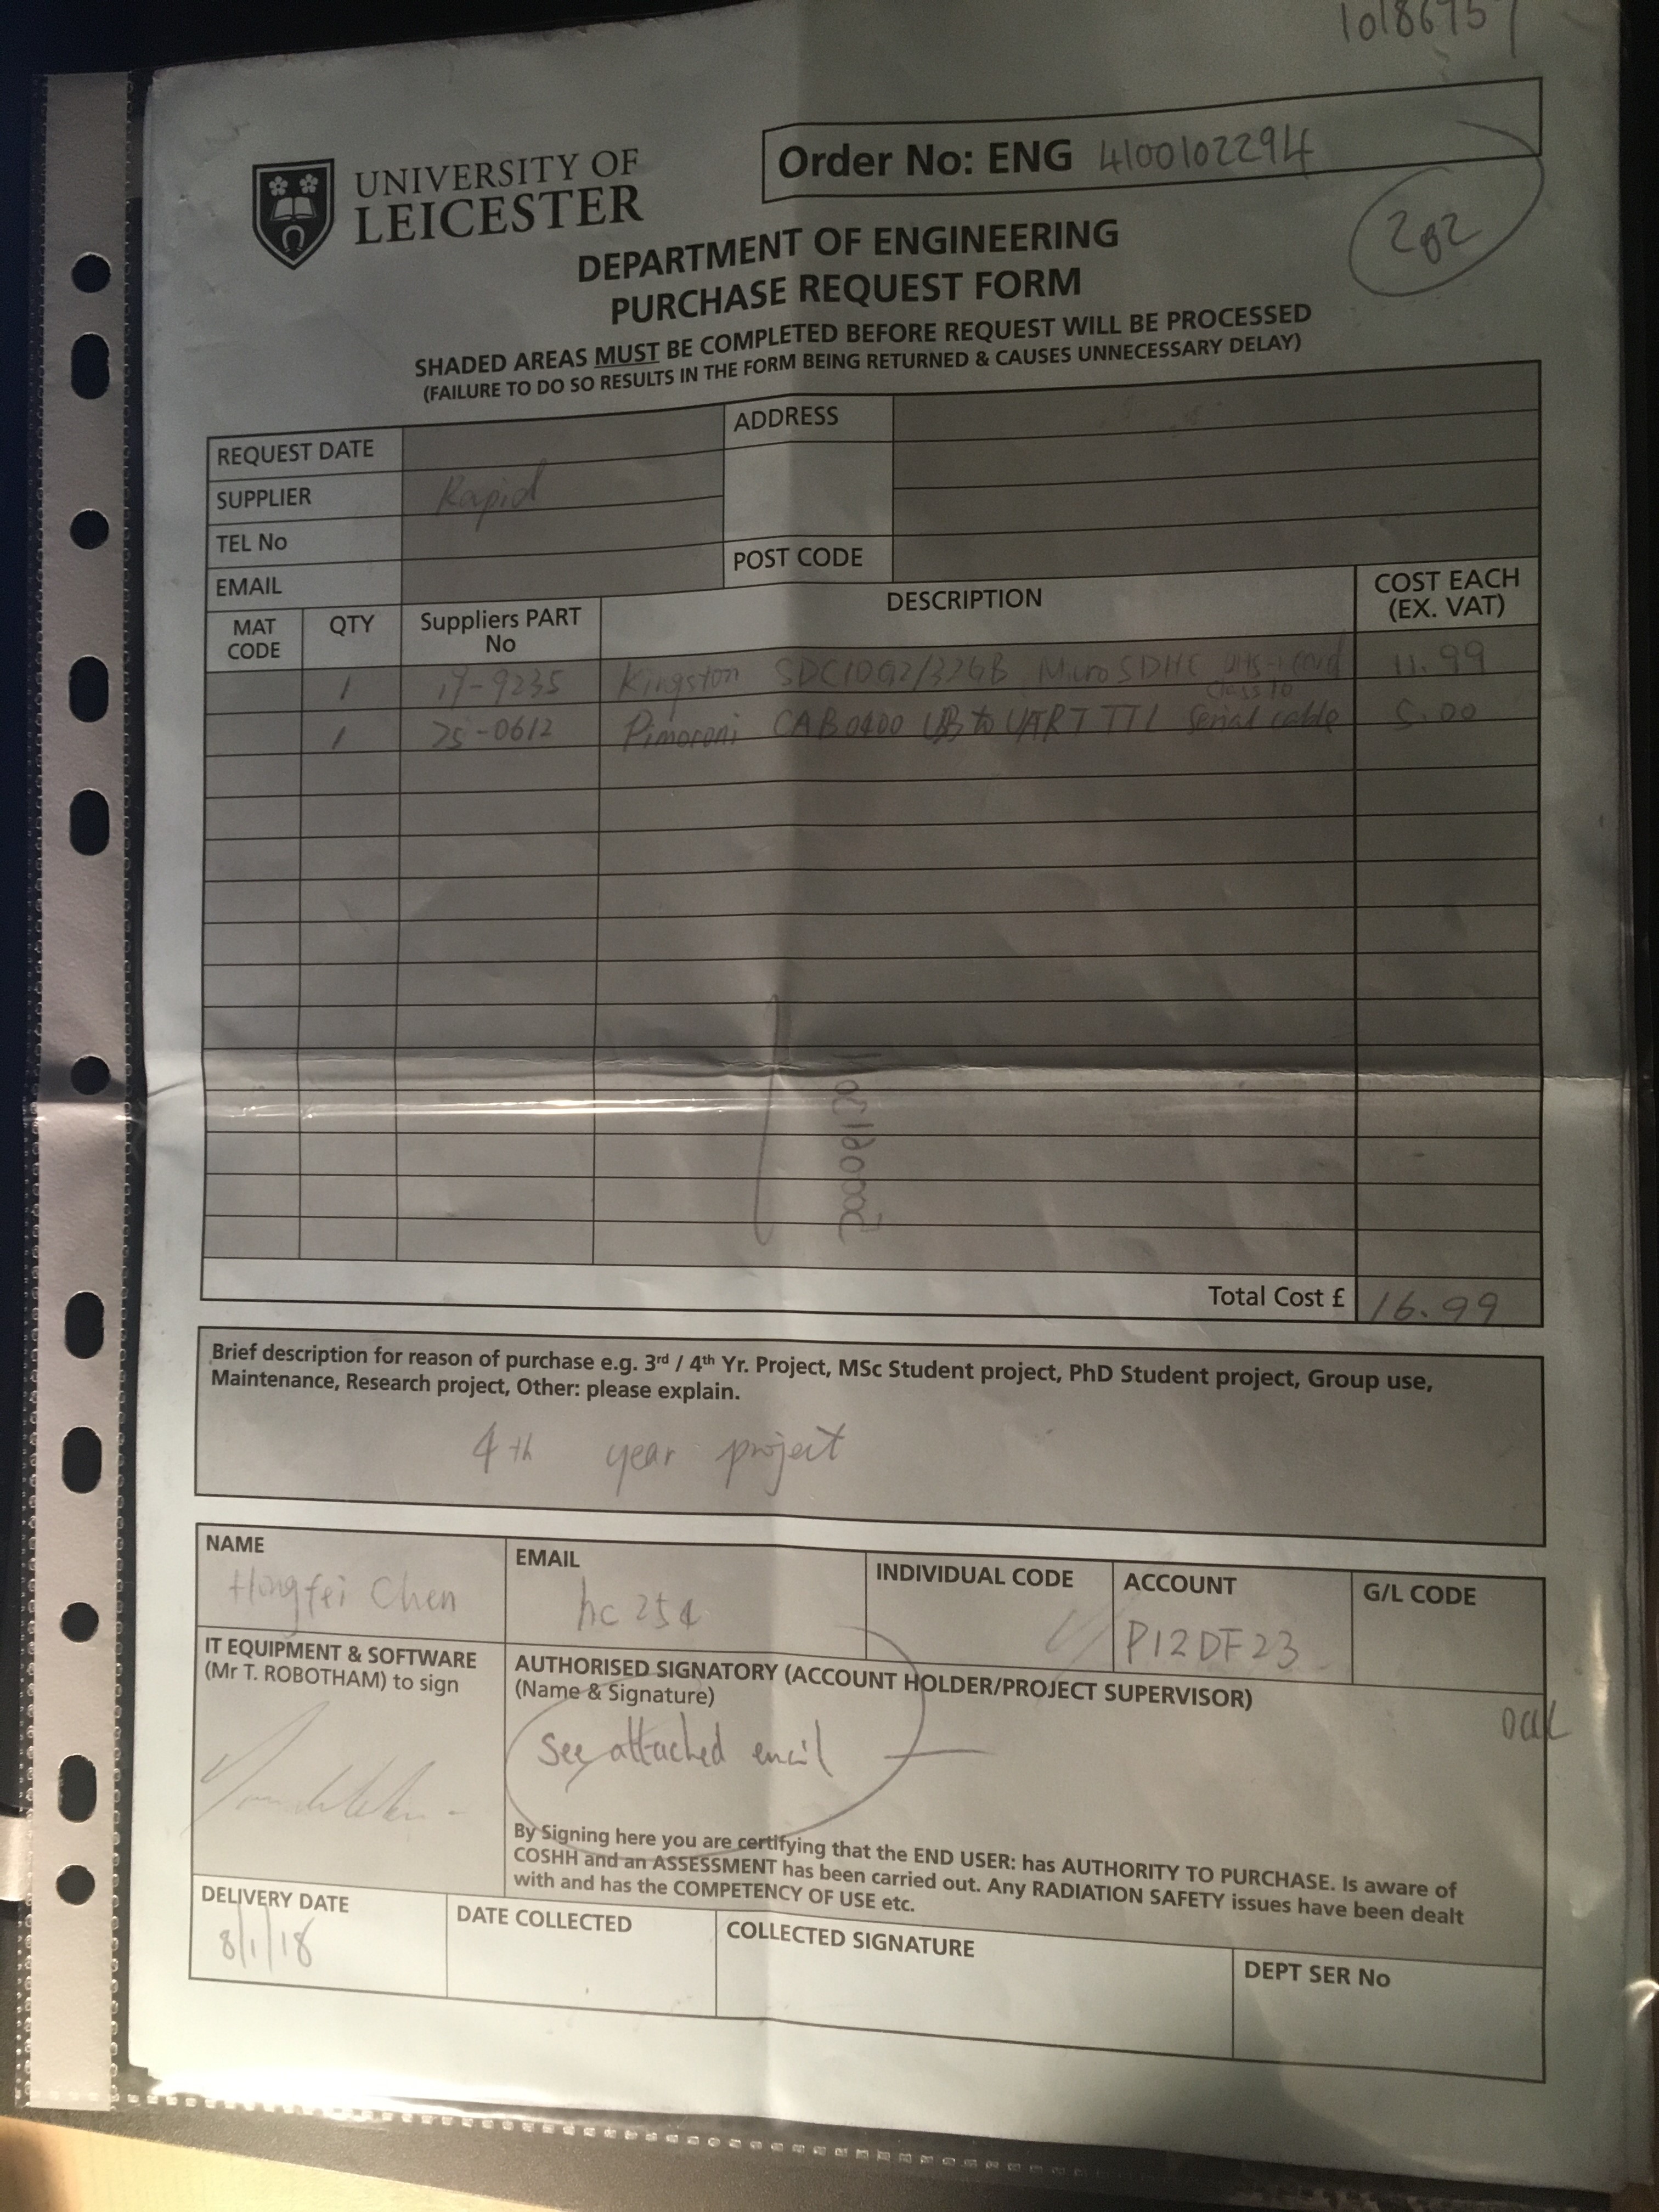 UNIVERSITY OF
LEICESTER
Order No: ENG 4100102294
282
DEPARTMENT OF ENGINEERING
PURCHASE REQUEST FORM
SHADED AREAS MUST BE COMPLETED BEFORE REQUEST WILL BE PROCESSED
(FAILURE TO DO SO RESULTS IN THE FORM BEING RETURNED & CAUSES UNNECESSARY DELAY)
REQUEST DATE
ADDRESS
SUPPLIER Rapid
TEL No
EMAIL
POST CODE
MAT CODE QTY Suppliers PART No DESCRIPTION COST EACH (EX. VAT)
1 19-9235 Kingston SDC10G2/32GB MicroSDHC UHS-1 Card 11.99
Class 10
1 75-0612 Pimoroni CAB0400 USB to UART TTL Serial cable 5.00
Total Cost £ 16.99
Brief description for reason of purchase e.g. 3rd / 4th Yr. Project, MSc Student project, PhD Student project, Group use,
Maintenance, Research project, Other: please explain.
4th year project
NAME EMAIL INDIVIDUAL CODE ACCOUNT G/L CODE
Hongfei Chen hc254 P12DF23
IT EQUIPMENT & SOFTWARE
(Mr T. ROBOTHAM) to sign
AUTHORISED SIGNATORY (ACCOUNT HOLDER/PROJECT SUPERVISOR)
(Name & Signature)
See attached email
By Signing here you are certifying that the END USER: has AUTHORITY TO PURCHASE. Is aware of
COSHH and an ASSESSMENT has been carried out. Any RADIATION SAFETY issues have been dealt
with and has the COMPETENCY OF USE etc.
DELIVERY DATE DATE COLLECTED COLLECTED SIGNATURE DEPT SER No
8/1/18